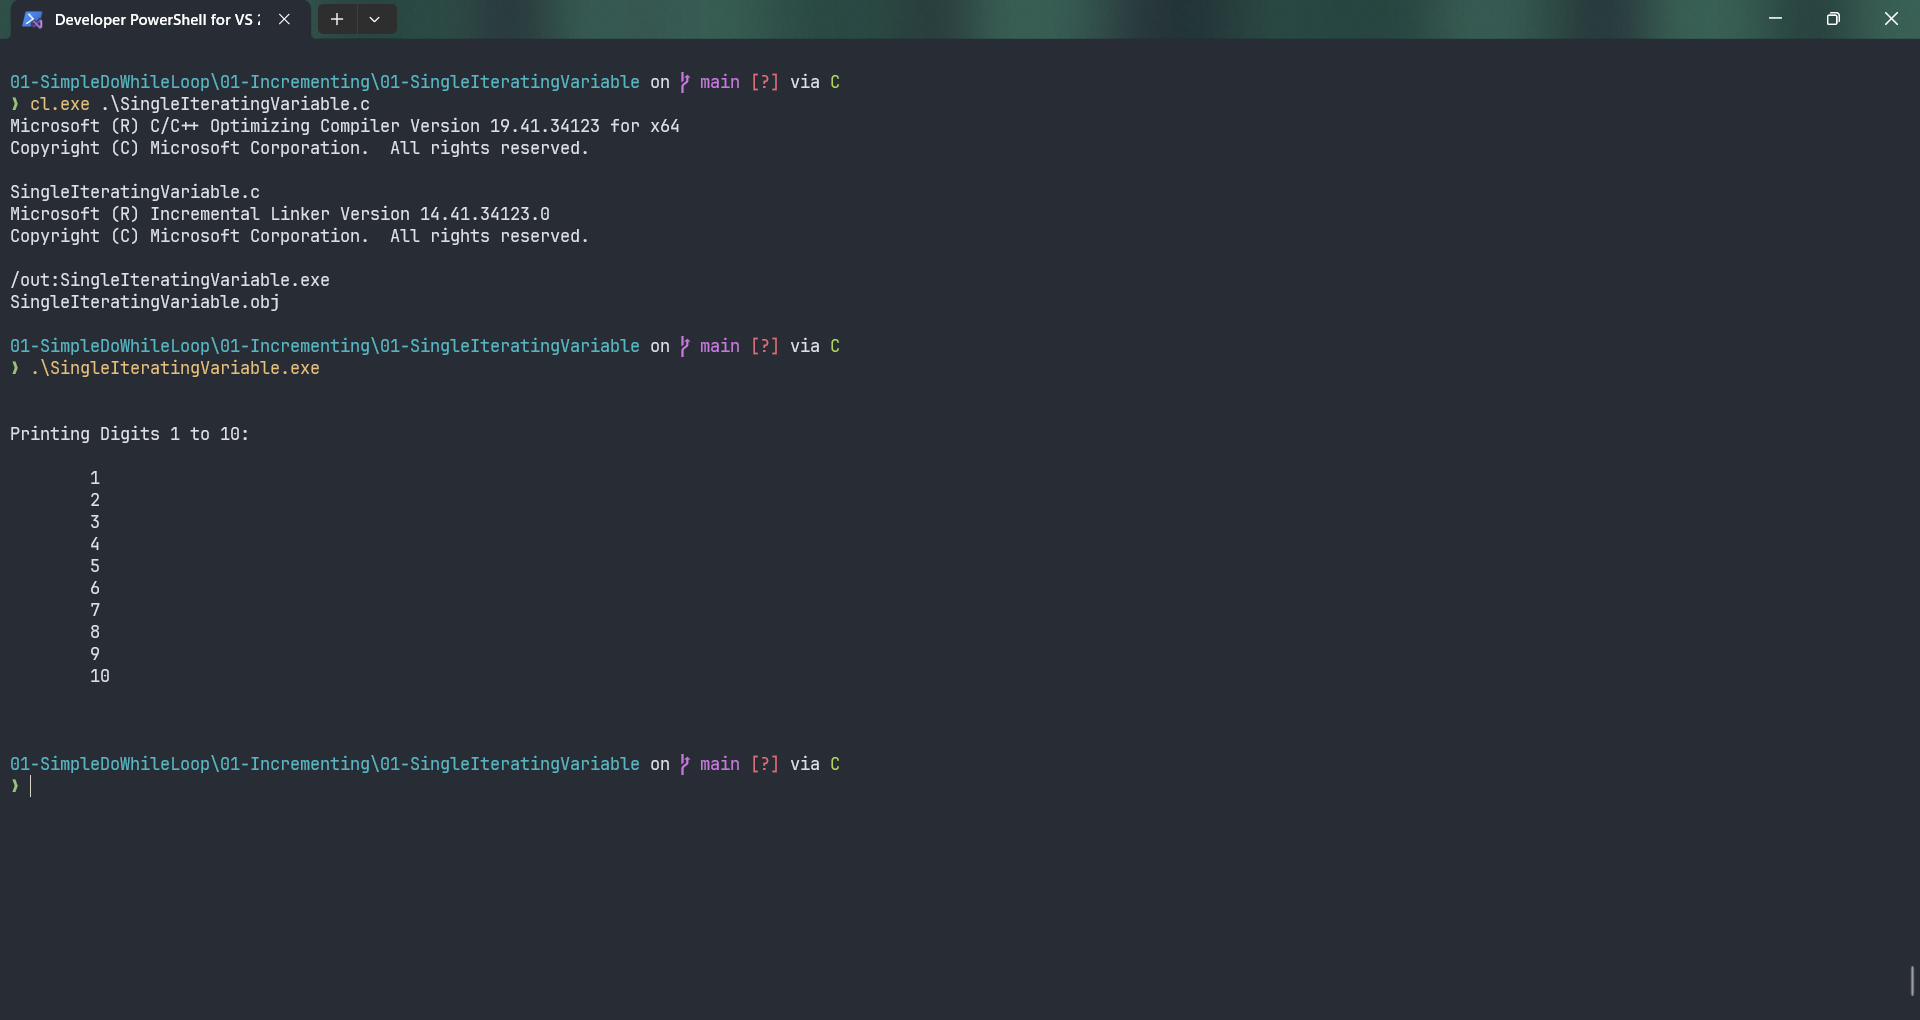 Developer PowerShell for VS 2
01-SimpleDoWhileLoop\01-Incrementing\01-SingleIteratingVariable on main [?] via C
❯ cl.exe .\SingleIteratingVariable.c
Microsoft (R) C/C++ Optimizing Compiler Version 19.41.34123 for x64
Copyright (C) Microsoft Corporation.  All rights reserved.
SingleIteratingVariable.c
Microsoft (R) Incremental Linker Version 14.41.34123.0
Copyright (C) Microsoft Corporation.  All rights reserved.
/out:SingleIteratingVariable.exe
SingleIteratingVariable.obj
01-SimpleDoWhileLoop\01-Incrementing\01-SingleIteratingVariable on main [?] via C
❯ .\SingleIteratingVariable.exe
Printing Digits 1 to 10:
1
2
3
4
5
6
7
8
9
10
01-SimpleDoWhileLoop\01-Incrementing\01-SingleIteratingVariable on main [?] via C
❯